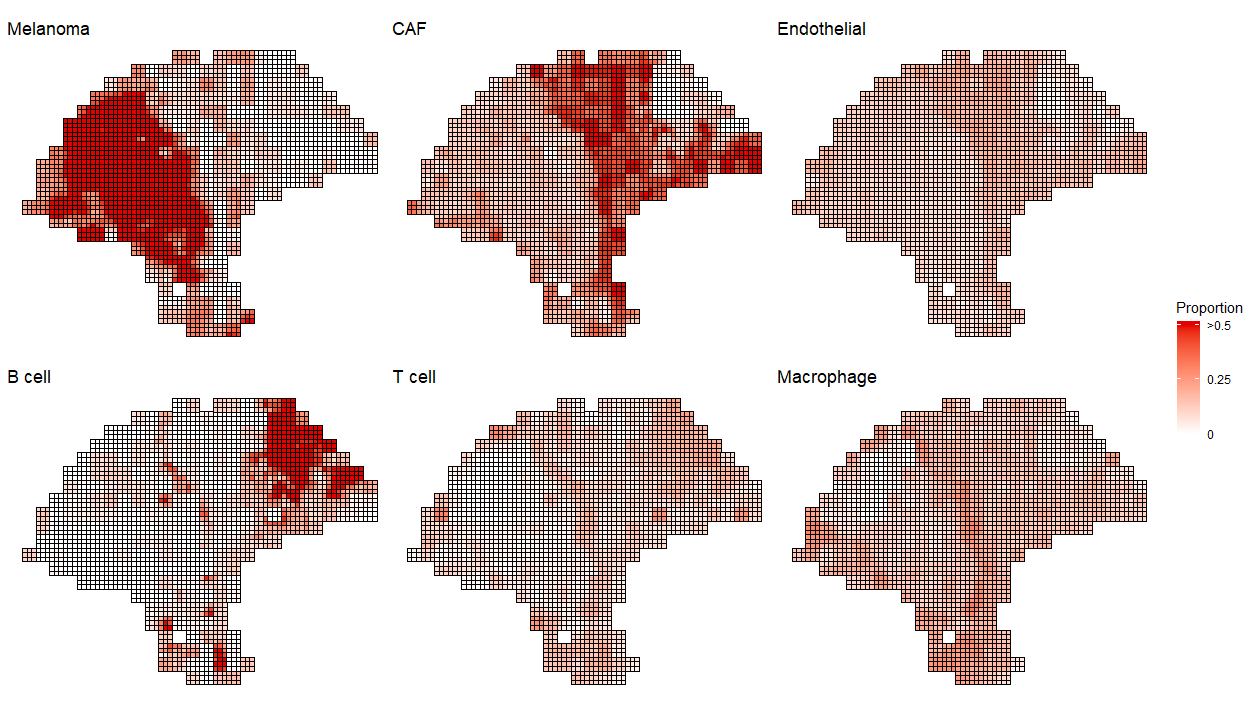 Melanoma
CAF
Endothelial
Proportion
>0.5
0.25
0
B cell
T cell
Macrophage